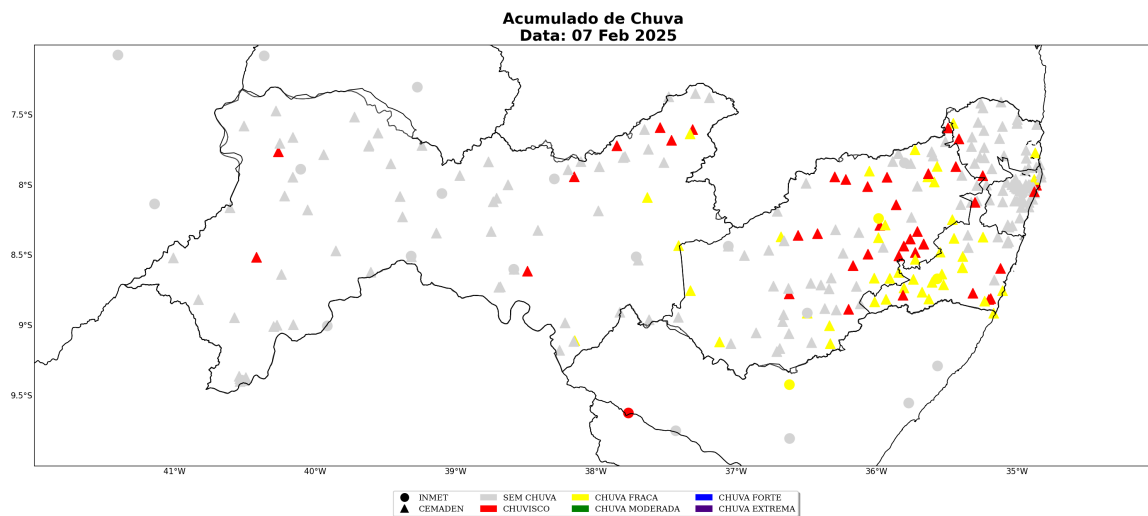 Acumulado de Chuva
Data: 07 Feb 2025
7.5°S
8°S
8.5°S
9°S
9.5°S
41°W 40°W 39°W 38°W 37°W 36°W 35°W
INMET SEM CHUVA CHUVA FRACA CHUVA FORTE
CEMADEN CHUVISCO CHUVA MODERADA CHUVA EXTREMA